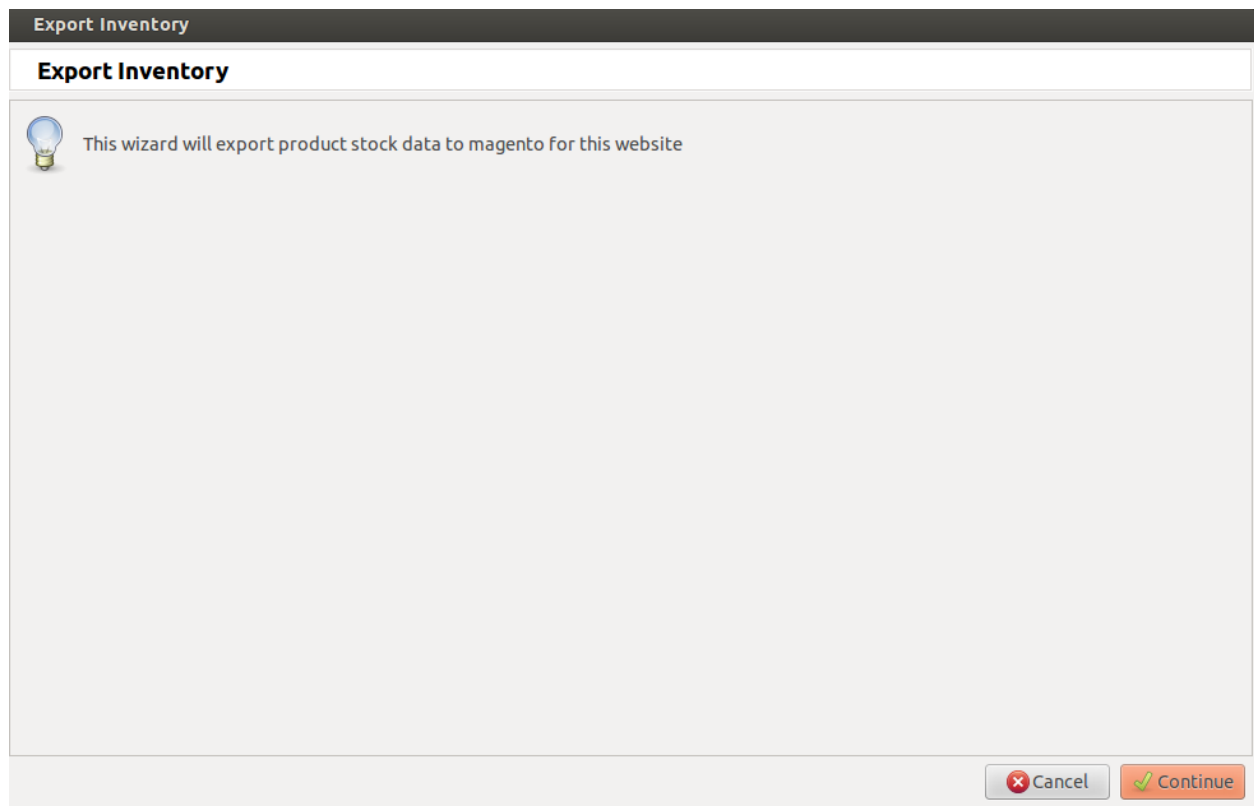 Export Inventory
Export Inventory
This wizard will export product stock data to magento for this website
Cancel
Continue